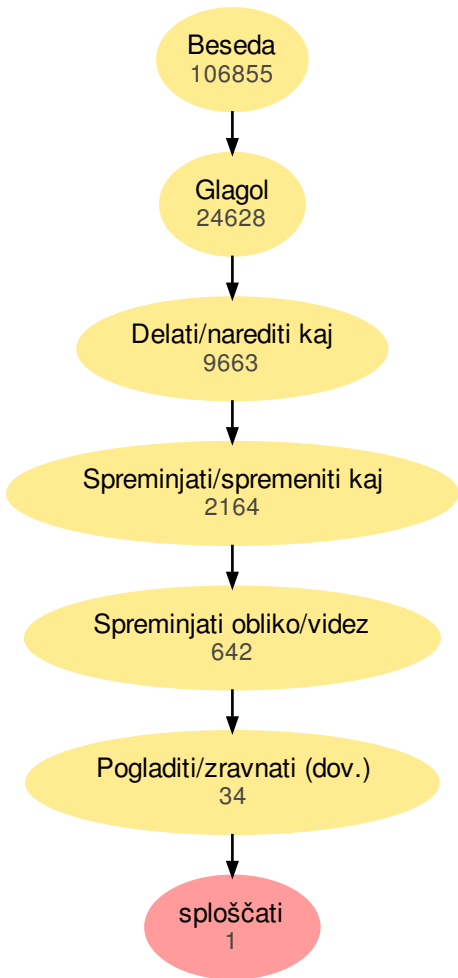 Beseda
106855
Glagol
24628
Delati/narediti kaj
9663
Spreminjati/spremeniti kaj
2164
Spreminjati obliko/videz
642
Pogladiti/zravnati (dov.)
34
sploščati
1